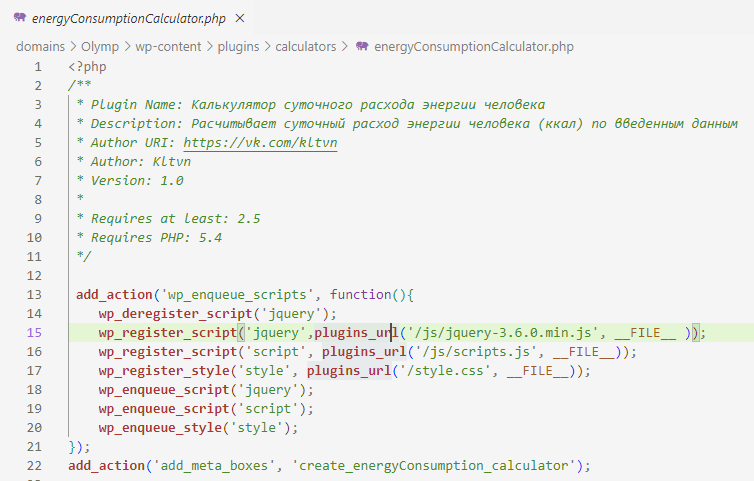 energyConsumptionCalculator.php ×
domains > Olymp > wp-content > plugins > calculators > energyConsumptionCalculator.php
1 <?php
2 /**
3 * Plugin Name: Калькулятор суточного расхода энергии человека
4 * Description: Расчитывает суточный расход энергии человека (ккал) по введенным данным
5 * Author URI: https://vk.com/kltvn
6 * Author: Kltvn
7 * Version: 1.0
8 *
9 * Requires at least: 2.5
10 * Requires PHP: 5.4
11 */
12
13 add_action('wp_enqueue_scripts', function(){
14 wp_deregister_script('jquery');
15 wp_register_script('jquery',plugins_url('/js/jquery-3.6.0.min.js', __FILE__ ));
16 wp_register_script('script', plugins_url('/js/scripts.js', __FILE__));
17 wp_register_style('style', plugins_url('/style.css', __FILE__));
18 wp_enqueue_script('jquery');
19 wp_enqueue_script('script');
20 wp_enqueue_style('style');
21 });
22 add_action('add_meta_boxes', 'create_energyConsumption_calculator');